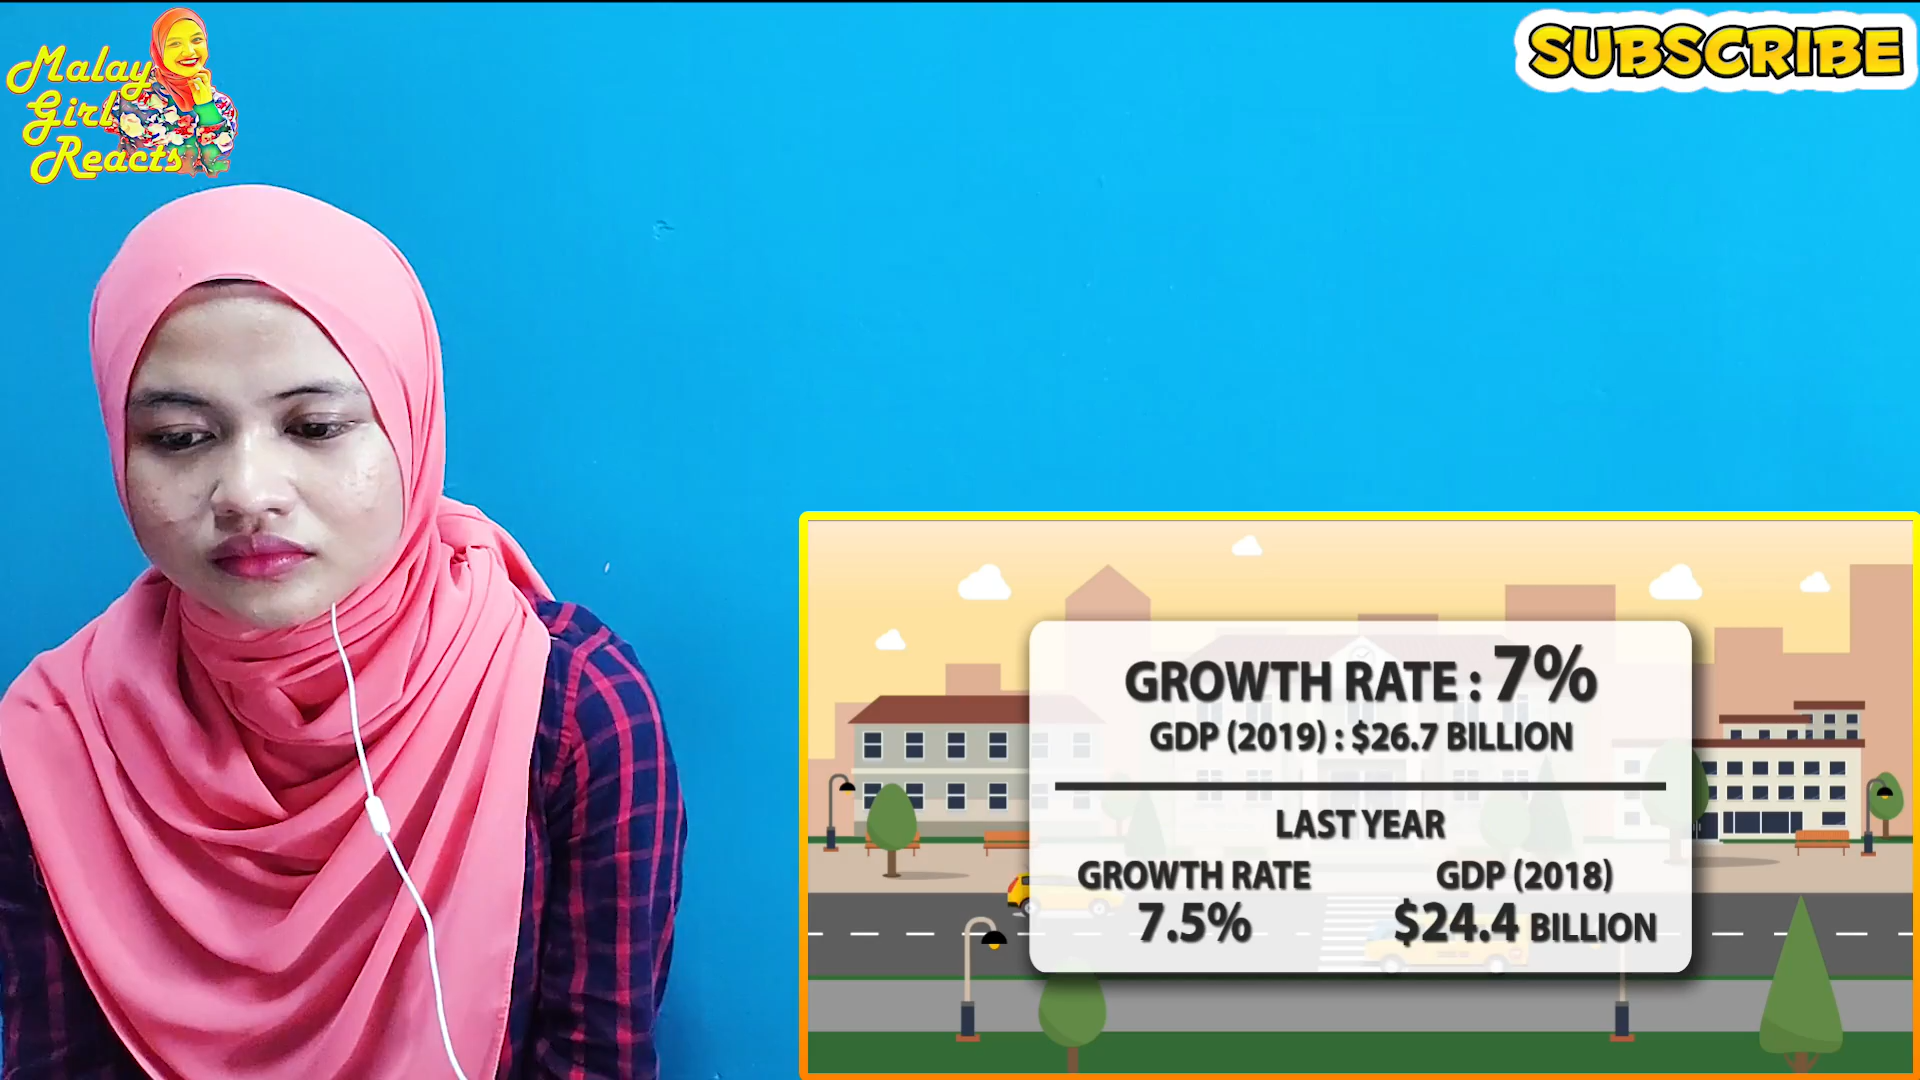 Malay
Girl
Reacts
SUBSCRIBE
GROWTH RATE : 7%
GDP (2019) : $26.7 BILLION
LAST YEAR
GROWTH RATE
7.5%
GDP (2018)
$24.4 BILLION